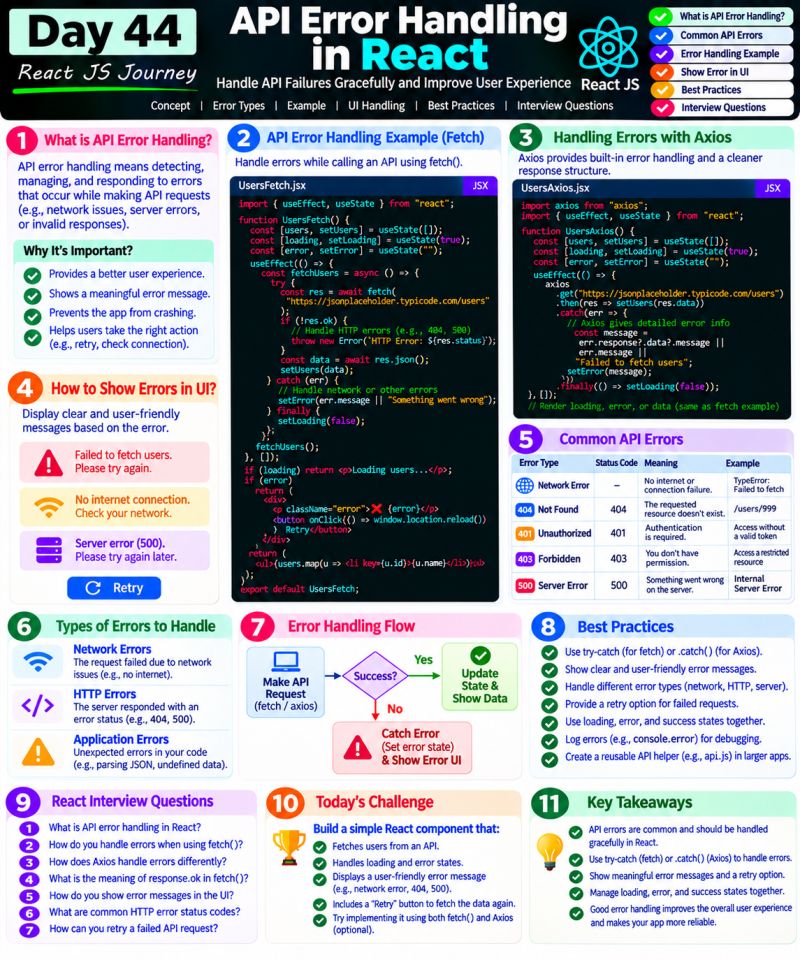 Day 44
React JS Journey
API Error Handling
in React
Handle API Failures Gracefully and Improve User Experience
Concept | Error Types | Example | UI Handling | Best Practices | Interview Questions
React JS
What is API Error Handling?
Common API Errors
Error Handling Example
Show Error in UI
Best Practices
Interview Questions
1 What is API Error Handling?
API error handling means detecting,
managing, and responding to errors
that occur while making API requests
(e.g., network issues, server errors,
or invalid responses).
Why It's Important?
Provides a better user experience.
Shows a meaningful error message.
Prevents the app from crashing.
Helps users take the right action
(e.g., retry, check connection).
2 API Error Handling Example (Fetch)
Handle errors while calling an API using fetch().
UsersFetch.jsx JSX
import { useEffect, useState } from "react";
function UsersFetch() {
const [users, setUsers] = useState([]);
const [loading, setLoading] = useState(true);
const [error, setError] = useState("");
useEffect(() => {
const fetchUsers = async () => {
try {
const res = await fetch(
"https://jsonplaceholder.typicode.com/users"
);
if (!res.ok) {
// Handle HTTP errors (e.g., 404, 500)
throw new Error('HTTP Error: ${res.status}');
}
const data = await res.json();
setUsers(data);
} catch (err) {
// Handle network or other errors
setError(err.message || "Something went wrong");
} finally {
setLoading(false);
};
};
fetchUsers();
}, []);
if (loading) return <p>Loading users...</p>;
if (error)
return (
<div>
<p className="error">❌ {error}</p>
<button onClick{() => window.location.reload())
} Retry</button>
</div>
return (
<ul>{users.map(u => <li key={u.id}>{u.name}</li>)}ul>
);
}
export default UsersFetch;
3 Handling Errors with Axios
Axios provides built-in error handling and a cleaner
response structure.
UsersAxios.jsx JSX
import axios from "axios";
import { useEffect, useState } from "react";
function UsersAxios() {
const [users, setUsers] = useState([]);
const [loading, setLoading] = useState(true);
const [error, setError] = useState("");
useEffect(() => {
axios
.get("https://jsonplaceholder.typicode.com/users")
.then(res => setUsers(res.data))
.catch(err => {
// Axios gives detailed error info
const message =
err.response?.data?.message ||
err.message ||
"Failed to fetch users";
setError(message);
})
.finally(() => setLoading(false));
}, []);
// Render loading, error, or data (same as fetch example)
4 How to Show Errors in UI?
Display clear and user-friendly
messages based on the error.
Failed to fetch users.
Please try again.
No internet connection.
Check your network.
Server error (500).
Please try again later.
Retry
5 Common API Errors
Error Type Status Code Meaning Example
Network Error – No internet or connection failure. TypeError: Failed to fetch
404 Not Found 404 The requested resource doesn't exist. /users/999
401 Unauthorized 401 Authentication is required. Access without a valid token
403 Forbidden 403 You don't have permission. Access a restricted resource
500 Server Error 500 Something went wrong on the server. Internal Server Error
6 Types of Errors to Handle
Network Errors
The request failed due to network
issues (e.g., no internet).
HTTP Errors
The server responded with an
error status (e.g., 404, 500).
Application Errors
Unexpected errors in your code
(e.g., parsing JSON, undefined data).
7 Error Handling Flow
Make API
Request
(fetch / axios)
Success?
Yes
Update
State &
Show Data
No
Catch Error
(Set error state)
& Show Error UI
8 Best Practices
Use try-catch (for fetch) or .catch() (for Axios).
Show clear and user-friendly error messages.
Handle different error types (network, HTTP, server).
Provide a retry option for failed requests.
Use loading, error, and success states together.
Log errors (e.g., console.error) for debugging.
Create a reusable API helper (e.g., api.js) in larger apps.
9 React Interview Questions
1 What is API error handling in React?
2 How do you handle errors when using fetch()?
3 How does Axios handle errors differently?
4 What is the meaning of response.ok in fetch()?
5 How do you show error messages in the UI?
6 What are common HTTP error status codes?
7 How can you retry a failed API request?
10 Today's Challenge
Build a simple React component that:
Fetches users from an API.
Handles loading and error states.
Displays a user-friendly error message
(e.g., network error, 404, 500).
Includes a "Retry" button to fetch the data again.
Try implementing it using both fetch() and Axios
(optional).
11 Key Takeaways
API errors are common and should be handled
gracefully in React.
Use try-catch (fetch) or .catch() (Axios) to handle errors.
Show meaningful error messages and a retry option.
Manage loading, error, and success states together.
Good error handling improves the overall user experience
and makes your app more reliable.